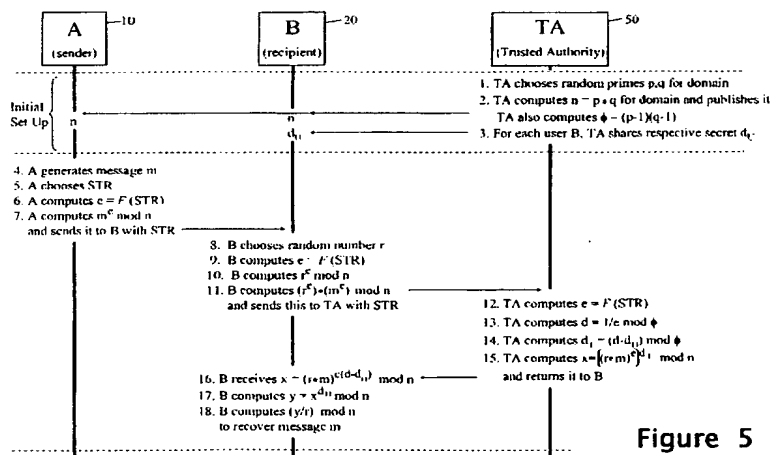 A
(sender)
10
B
(recipient)
20
TA
(Trusted Authority)
50
Initial
Set Up
1. TA chooses random primes p,q for domain
2. TA computes n = p * q for domain and publishes it
TA also computes ϕ = (p-1)(q-1)
3. For each user B, TA shares respective secret
n
n
4. A generates message m
5. A chooses STR
6. A computes e = F (STR)
7. A computes m^e mod n
and sends it to B with STR
8. B chooses random number r
9. B computes e = F (STR)
10. B computes r^e mod n
11. B computes (r^e)*(m^e) mod n
and sends this to TA with STR
12. TA computes e = F (STR)
13. TA computes d = 1/e mod ϕ
14. TA computes mod ϕ
15. TA computes mod n
and returns it to B
16. B receives mod n
17. B computes mod n
18. B computes (y/r) mod n
to recover message m
Figure 5